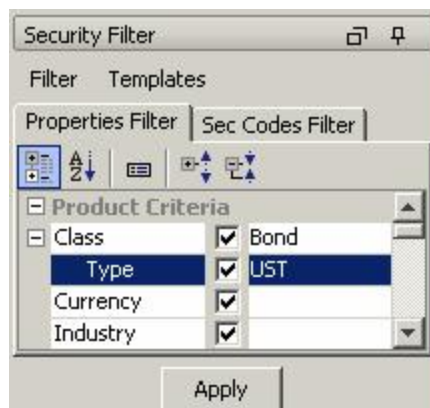 Security Filter
Filter Templates
Properties Filter Sec Codes Filter
A
Z
Product Criteria
Class Bond
Type UST
Currency
Industry
Apply